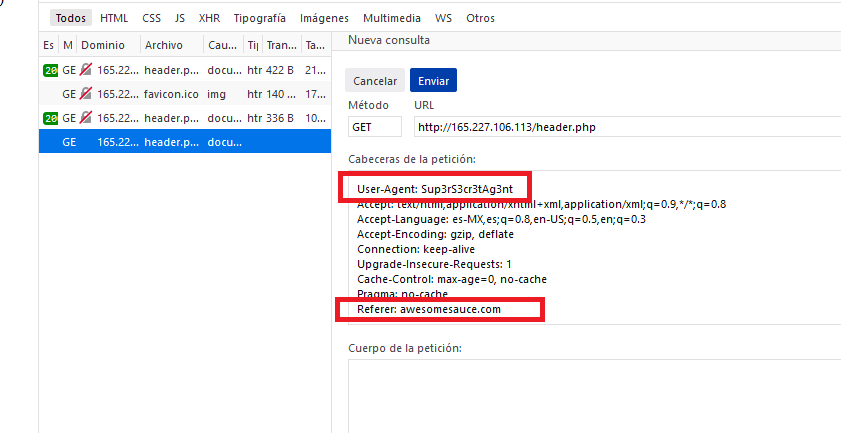 Todos HTML CSS JS XHR Tipografía Imágenes Multimedia WS Otros
Es M Dominio Archivo Cau... Tij Tran... Ta...
Nueva consulta
20 GE 165.22... header.p... docu... htr 422 B 21...
GE 165.22... favicon.ico img htr 140 ... 17...
20 GE 165.22... header.p... docu... htr 336 B 10...
GE 165.22... header.p... docu...
Cancelar Enviar
Método URL
GET http://165.227.106.113/header.php
Cabeceras de la petición:
User-Agent: Sup3rS3cr3tAg3nt
Accept: text/html,application/xhtml+xml,application/xml;q=0.9,*/*;q=0.8
Accept-Language: es-MX,es;q=0.8,en-US;q=0.5,en;q=0.3
Accept-Encoding: gzip, deflate
Connection: keep-alive
Upgrade-Insecure-Requests: 1
Cache-Control: max-age=0, no-cache
Pragma: no-cache
Referer: awesomesauce.com
Cuerpo de la petición: